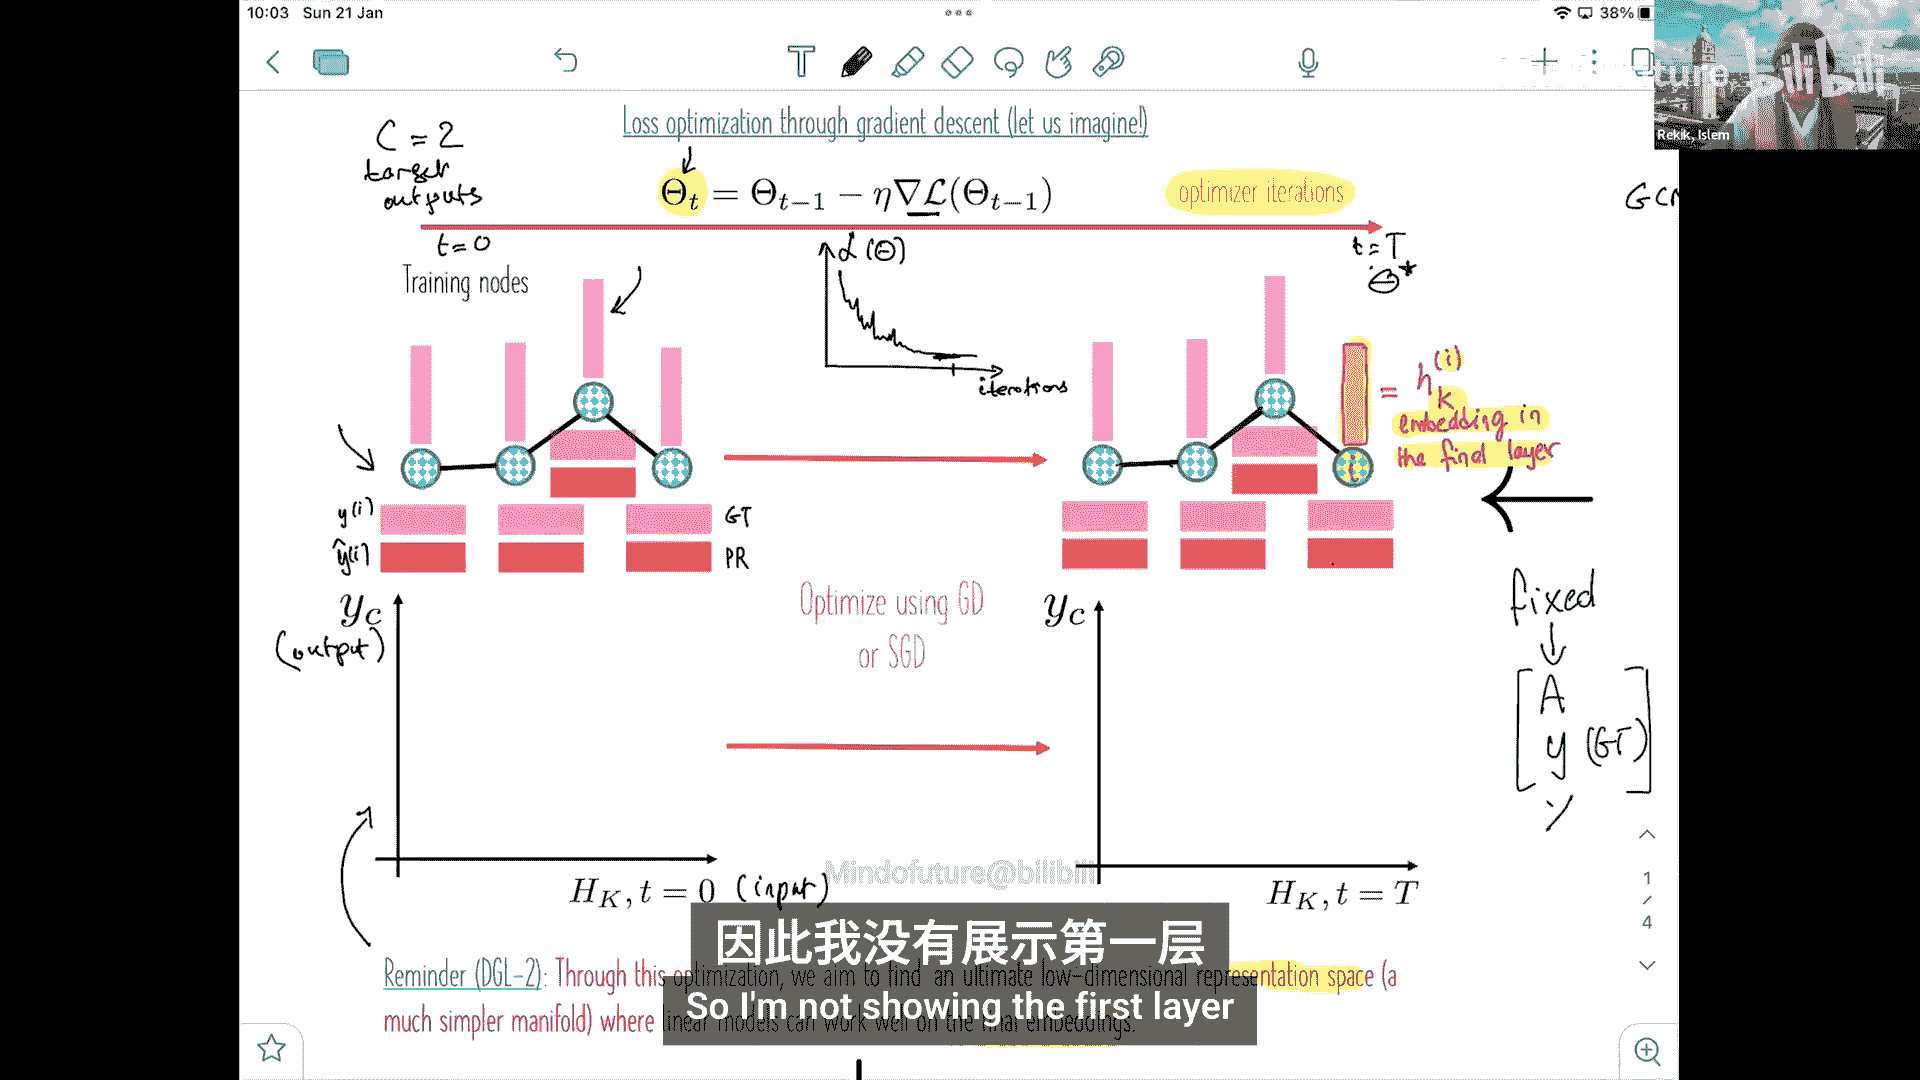 10:03 Sun 21 Jan
38%
ture
bilibili
Rekik, Islem
Loss optimization through gradient descent (let us imagine!)
C = 2
target
outputs
Θ_t = Θ_{t−1} − η∇ℒ(Θ_{t−1})
optimizer iterations
GCN
t=0
t=T
Θ*
ℒ(Θ)
iterations
Training nodes
= h_K^{(i)}
embedding in
the final layer
i
y(i)
GT
ŷ(i)
PR
fixed
A
y (GT)
Optimize using GD
or SGD
y_C
(output)
y_C
H_K, t = 0 (input)
H_K, t = T
Mindofuture@bilibili
1
/
4
因此我没有展示第一层
So I'm not showing the first layer
Reminder (DGL-2): Through this optimization, we aim to find an ultimate low-dimensional representation space (a
much simpler manifold) where linear models can work well on the final embeddings.